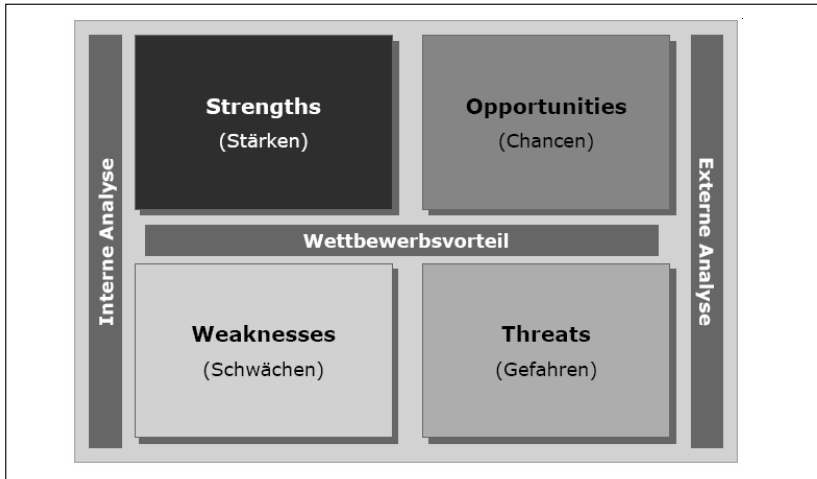 Interne Analyse
Strengths
(Stärken)
Opportunities
(Chancen)
Wettbewerbsvorteil
Weaknesses
(Schwächen)
Threats
(Gefahren)
Externe Analyse